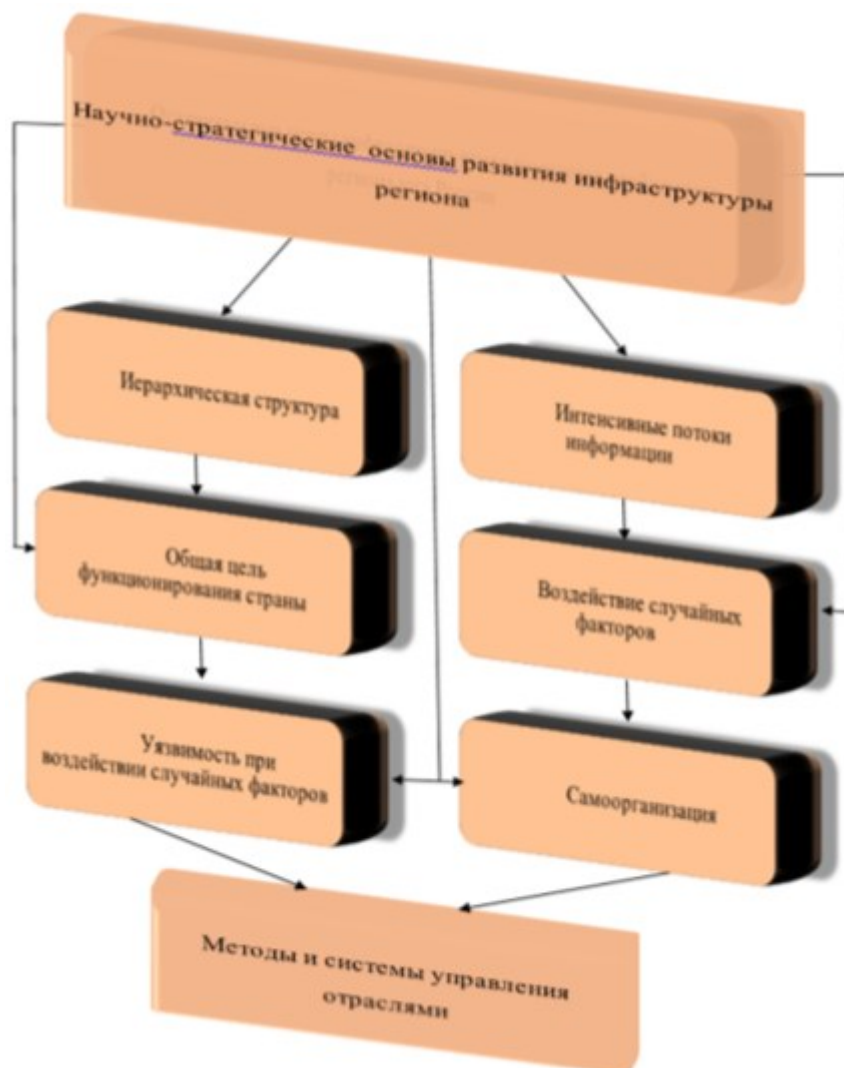 Научно-стратегические основы развития инфраструктуры
региона
Иерархическая структура
Общая цель
функционирования страны
Уязвимость при
воздействии случайных факторов
Интенсивные потоки
информации
Воздействие случайных
факторов
Самоорганизация
Методы и системы управления
отраслями